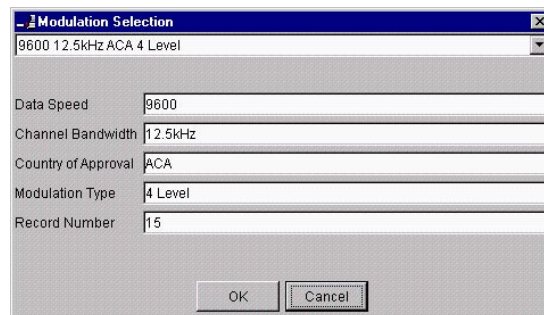 Modulation Selection
9600 12.5kHz ACA 4 Level
Data Speed 9600
Channel Bandwidth 12.5kHz
Country of Approval ACA
Modulation Type 4 Level
Record Number 15
OK Cancel